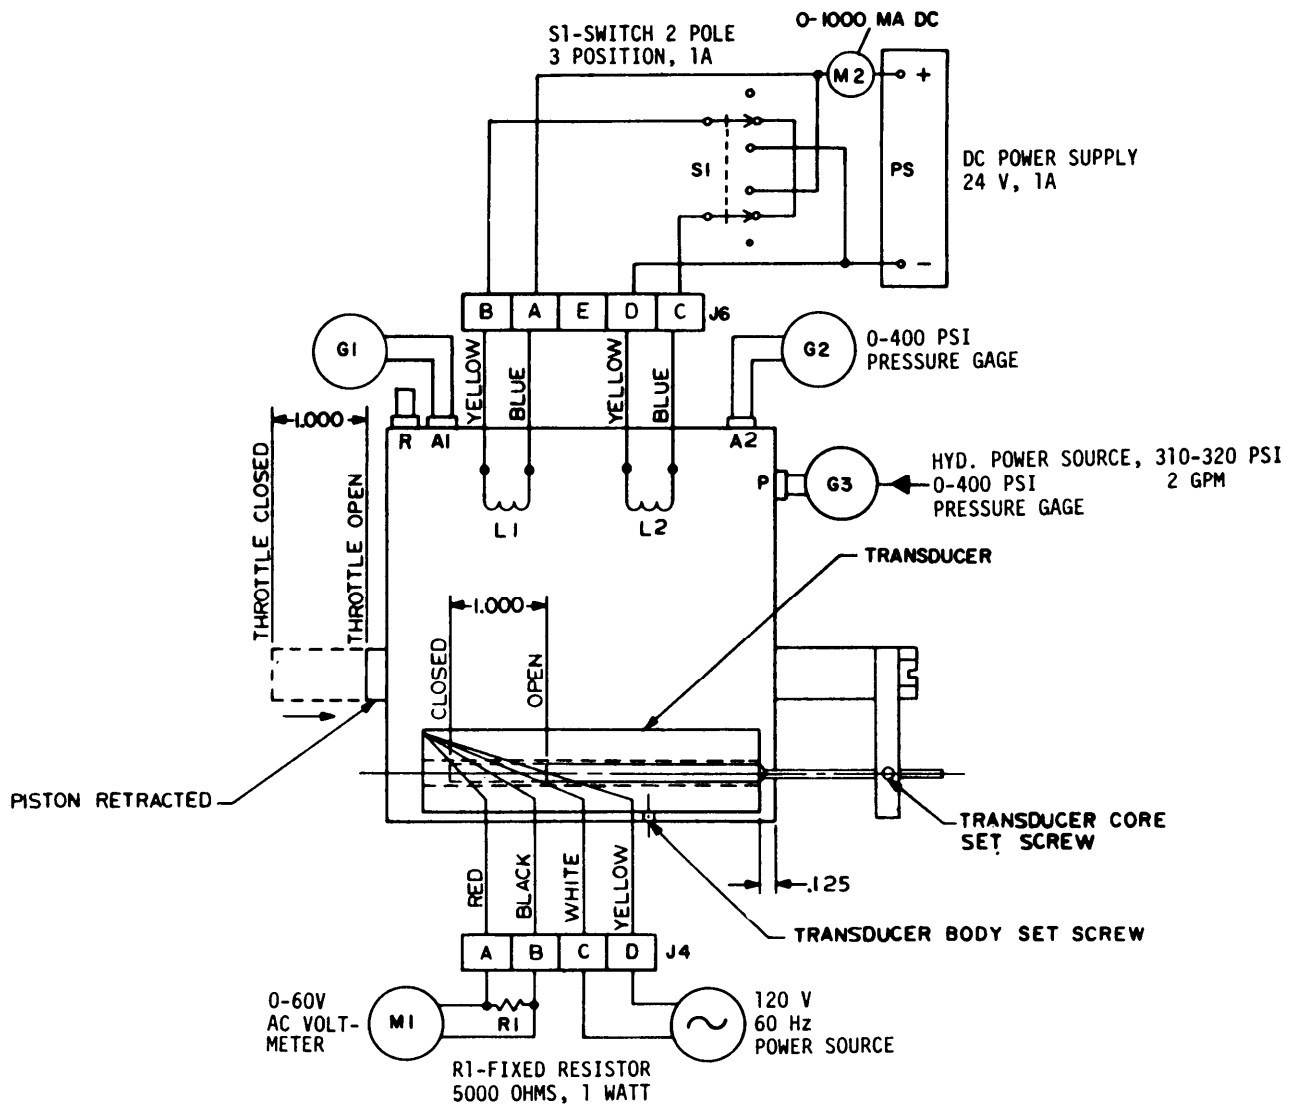 0-1000 MA DC
S1-SWITCH 2 POLE
3 POSITION, 1A
M2
+
S1
PS
DC POWER SUPPLY
24 V, 1A
-
B A E D C J6
G1
G2
0-400 PSI
PRESSURE GAGE
YELLOW
BLUE
YELLOW
BLUE
1.000
R A1
A2
THROTTLE CLOSED
THROTTLE OPEN
P
G3
HYD. POWER SOURCE, 310-320 PSI
0-400 PSI 2 GPM
PRESSURE GAGE
L1
L2
TRANSDUCER
1.000
CLOSED
OPEN
PISTON RETRACTED
TRANSDUCER CORE
SET SCREW
.125
RED
BLACK
WHITE
YELLOW
TRANSDUCER BODY SET SCREW
A B C D J4
0-60V
AC VOLT-
METER
M1
R1
120 V
60 Hz
POWER SOURCE
R1-FIXED RESISTOR
5000 OHMS, 1 WATT